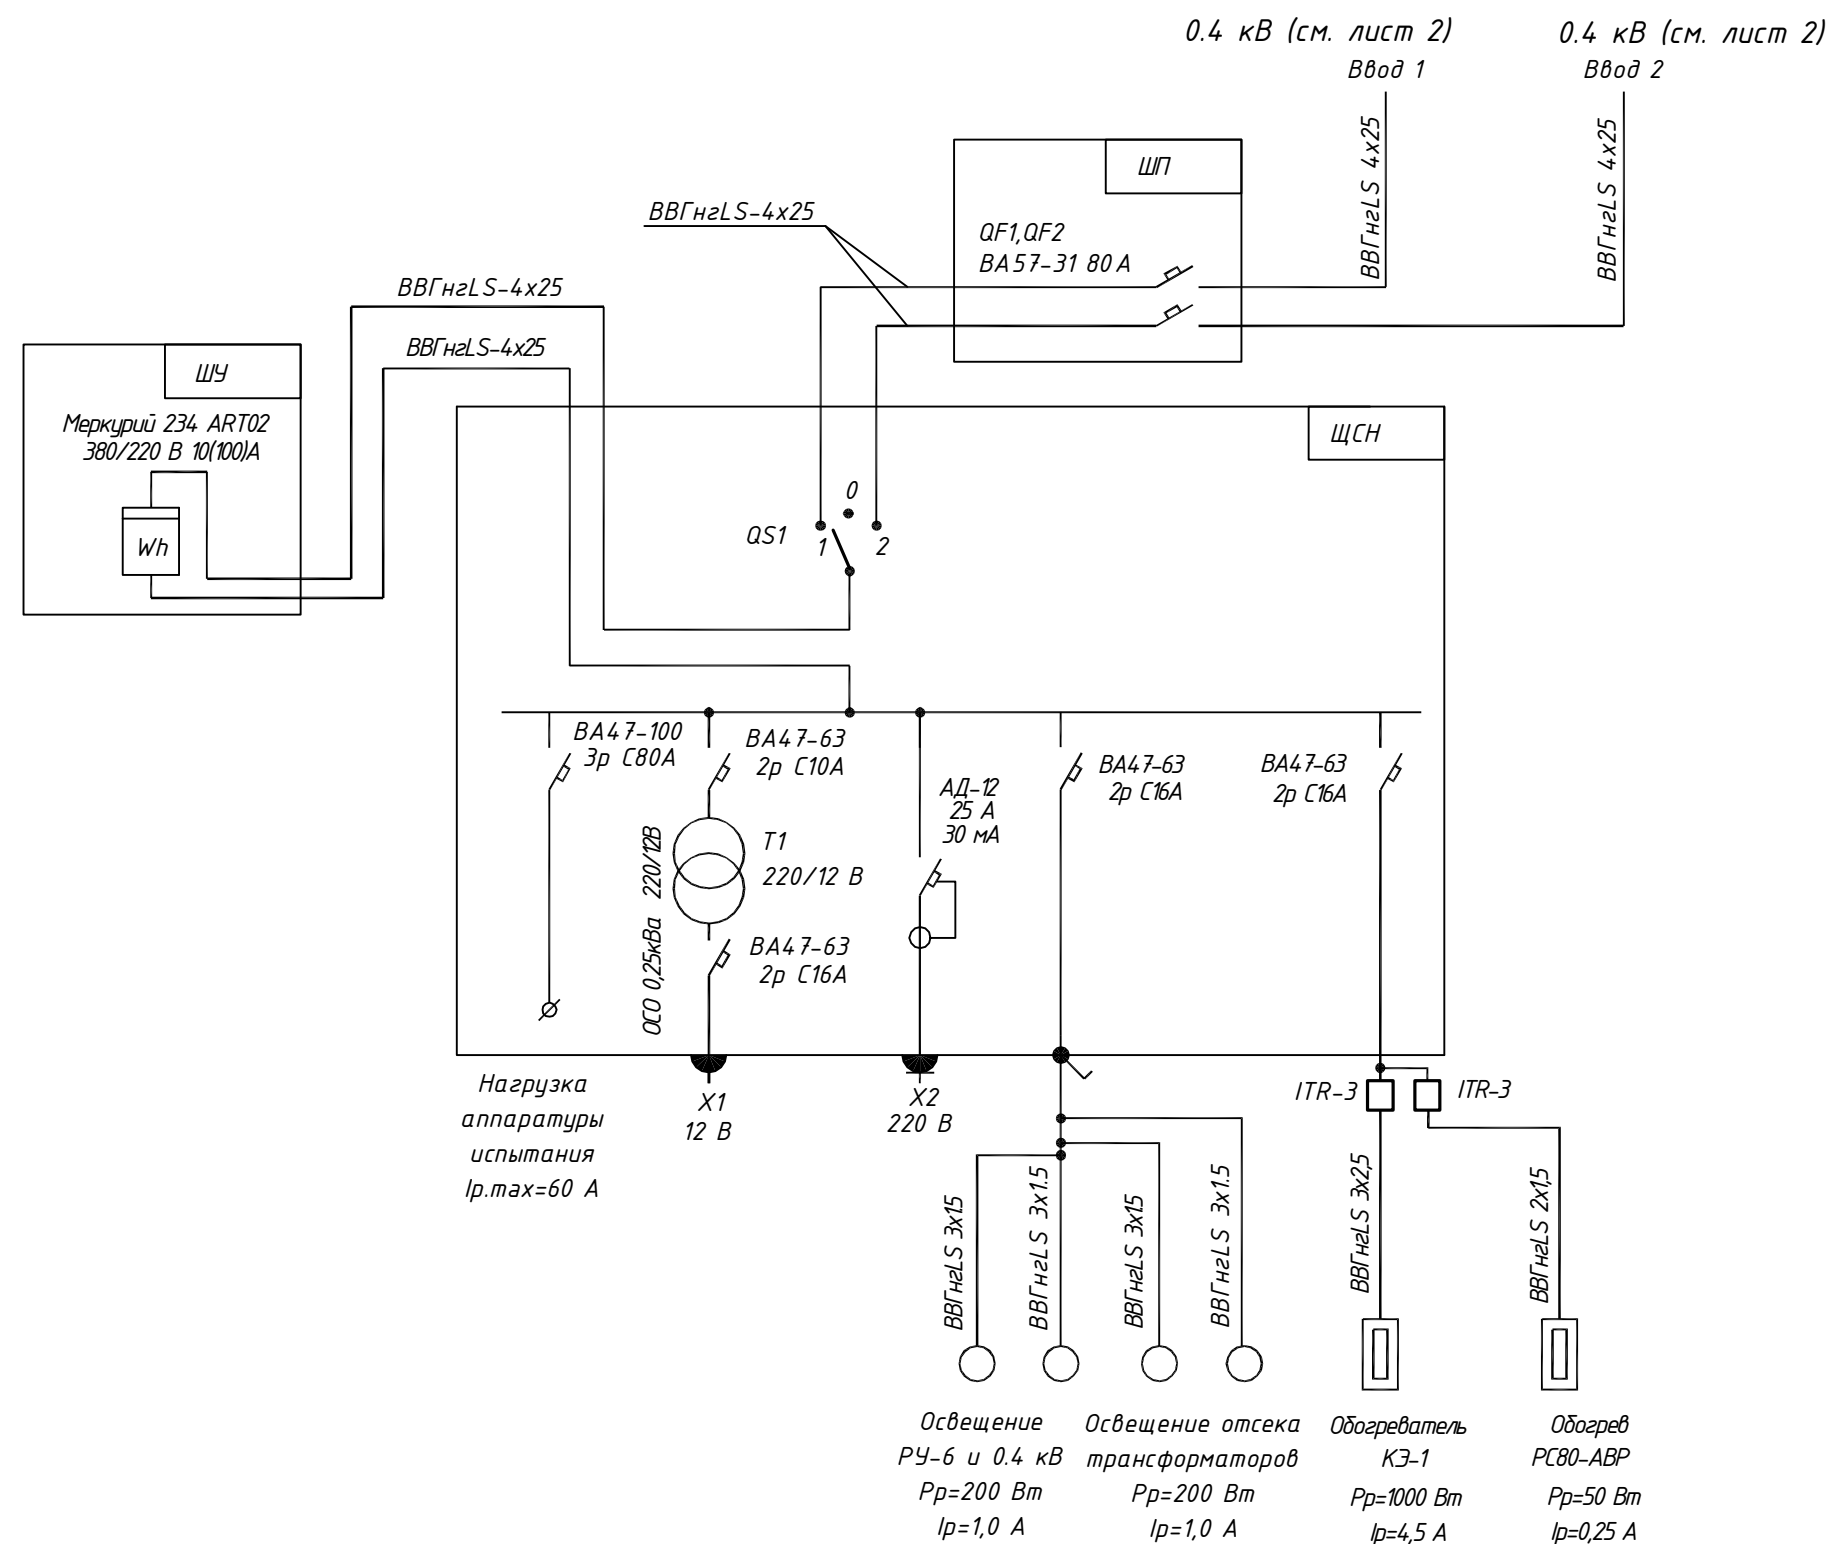 0.4 кВ (см. лист 2)
Ввод 1
0.4 кВ (см. лист 2)
Ввод 2
ВВГнгLS 4х25
ВВГнгLS 4х25
ШП
QF1,QF2
ВА57-31 80 А
ВВГнгLS-4х25
ВВГнгLS-4х25
ВВГнгLS-4х25
ШУ
Меркурий 234 ART02
380/220 В 10(100)А
Wh
ЩСН
QS1
0
1
2
ВА47-100
3р С80А
ВА47-63
2р С10А
ОСО 0,25кВа 220/12В
Т1
220/12 В
ВА47-63
2р С16А
АД-12
25 А
30 мА
ВА47-63
2р С16А
ВА47-63
2р С16А
Нагрузка
аппаратуры
испытания
Iр.max=60 А
Х1
12 В
Х2
220 В
ITR-3
ITR-3
ВВГнгLS 3х15
ВВГнгLS 3х1.5
ВВГнгLS 3х15
ВВГнгLS 3х1.5
ВВГнгLS 3х2,5
ВВГнгLS 2х1,5
Освещение
РУ-6 и 0.4 кВ
Рр=200 Вт
Iр=1,0 А
Освещение отсека
трансформаторов
Рр=200 Вт
Iр=1,0 А
Обогреватель
КЭ-1
Рр=1000 Вт
Iр=4,5 А
Обогрев
РС80-АВР
Рр=50 Вт
Iр=0,25 А